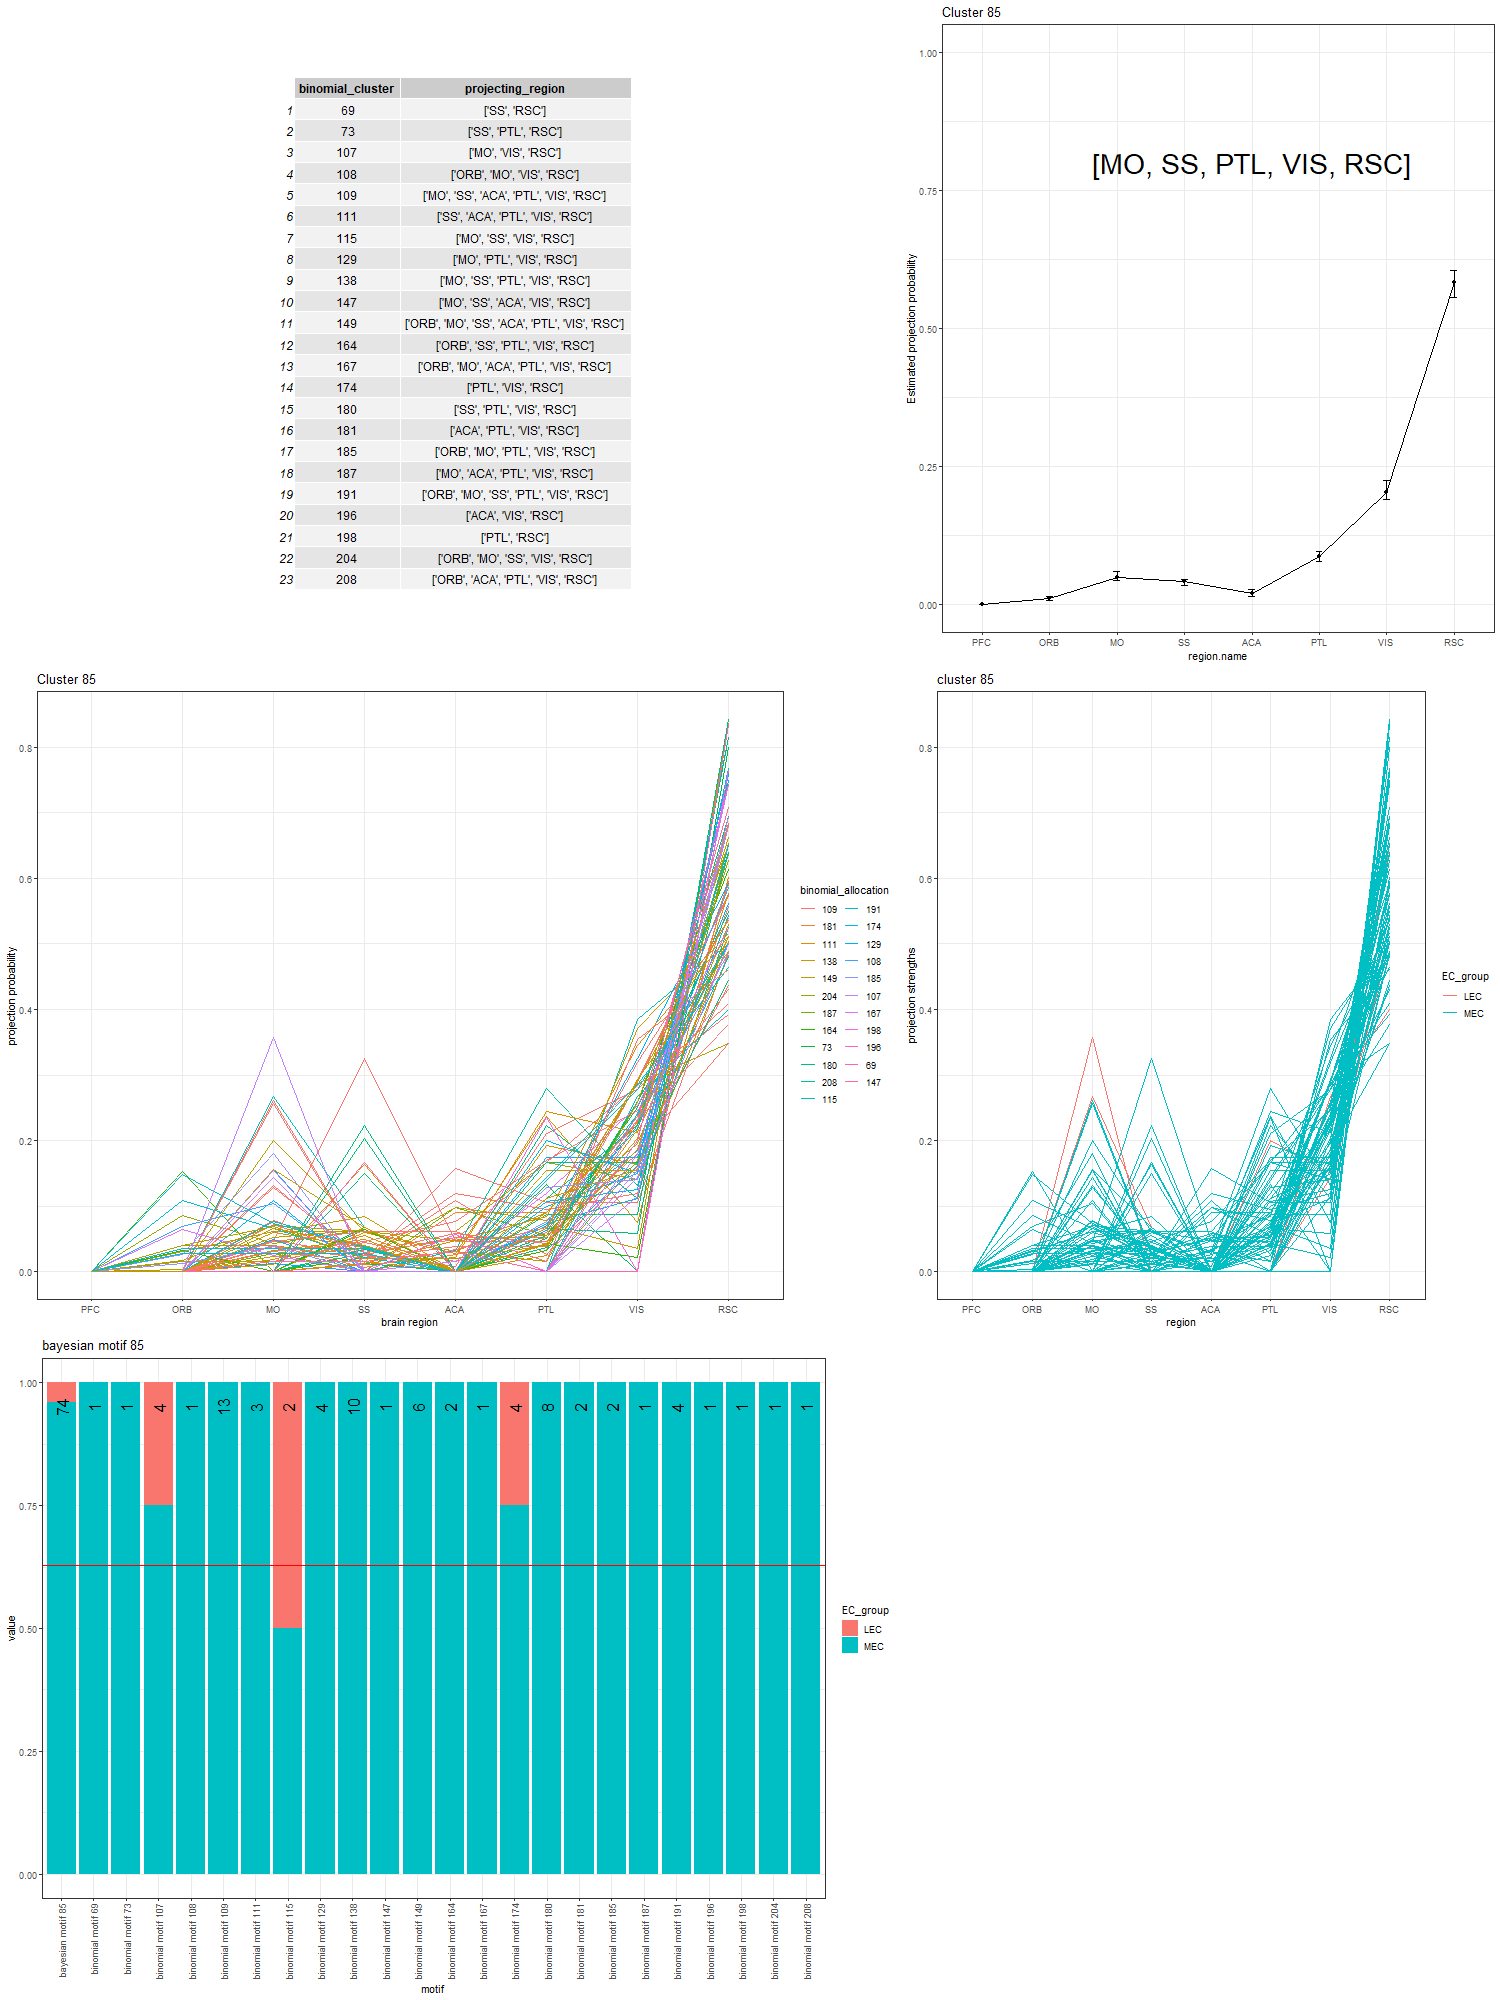 binomial_cluster projecting_region
1 69 ['SS', 'RSC']
2 73 ['SS', 'PTL', 'RSC']
3 107 ['MO', 'VIS', 'RSC']
4 108 ['ORB', 'MO', 'VIS', 'RSC']
5 109 ['MO', 'SS', 'ACA', 'PTL', 'VIS', 'RSC']
6 111 ['SS', 'ACA', 'PTL', 'VIS', 'RSC']
7 115 ['MO', 'SS', 'VIS', 'RSC']
8 129 ['MO', 'PTL', 'VIS', 'RSC']
9 138 ['MO', 'SS', 'PTL', 'VIS', 'RSC']
10 147 ['MO', 'SS', 'ACA', 'VIS', 'RSC']
11 149 ['ORB', 'MO', 'SS', 'ACA', 'PTL', 'VIS', 'RSC']
12 164 ['ORB', 'SS', 'PTL', 'VIS', 'RSC']
13 167 ['ORB', 'MO', 'ACA', 'PTL', 'VIS', 'RSC']
14 174 ['PTL', 'VIS', 'RSC']
15 180 ['SS', 'PTL', 'VIS', 'RSC']
16 181 ['ACA', 'PTL', 'VIS', 'RSC']
17 185 ['ORB', 'MO', 'PTL', 'VIS', 'RSC']
18 187 ['MO', 'ACA', 'PTL', 'VIS', 'RSC']
19 191 ['ORB', 'MO', 'SS', 'PTL', 'VIS', 'RSC']
20 196 ['ACA', 'VIS', 'RSC']
21 198 ['PTL', 'RSC']
22 204 ['ORB', 'MO', 'SS', 'VIS', 'RSC']
23 208 ['ORB', 'ACA', 'PTL', 'VIS', 'RSC']
Cluster 85
[MO, SS, PTL, VIS, RSC]
Estimated projection probability
1.00
0.75
0.50
0.25
0.00
PFC ORB MO SS ACA PTL VIS RSC
region.name
Cluster 85
projection probability
0.8
0.6
0.4
0.2
0.0
PFC ORB MO SS ACA PTL VIS RSC
brain region
binomial_allocation
109 191
181 174
111 129
138 108
149 185
204 107
187 167
164 198
73 196
180 69
208 147
115
cluster 85
projection strengths
0.8
0.6
0.4
0.2
0.0
PFC ORB MO SS ACA PTL VIS RSC
region
EC_group
LEC
MEC
bayesian motif 85
value
1.00
0.75
0.50
0.25
0.00
74 1 1 4 1 13 3 2 4 10 1 6 2 1 4 8 2 2 1 4 1 1 1 1
bayesian motif 85
binomial motif 69
binomial motif 73
binomial motif 107
binomial motif 108
binomial motif 109
binomial motif 111
binomial motif 115
binomial motif 129
binomial motif 138
binomial motif 147
binomial motif 149
binomial motif 164
binomial motif 167
binomial motif 174
binomial motif 180
binomial motif 181
binomial motif 185
binomial motif 187
binomial motif 191
binomial motif 196
binomial motif 198
binomial motif 204
binomial motif 208
motif
EC_group
LEC
MEC